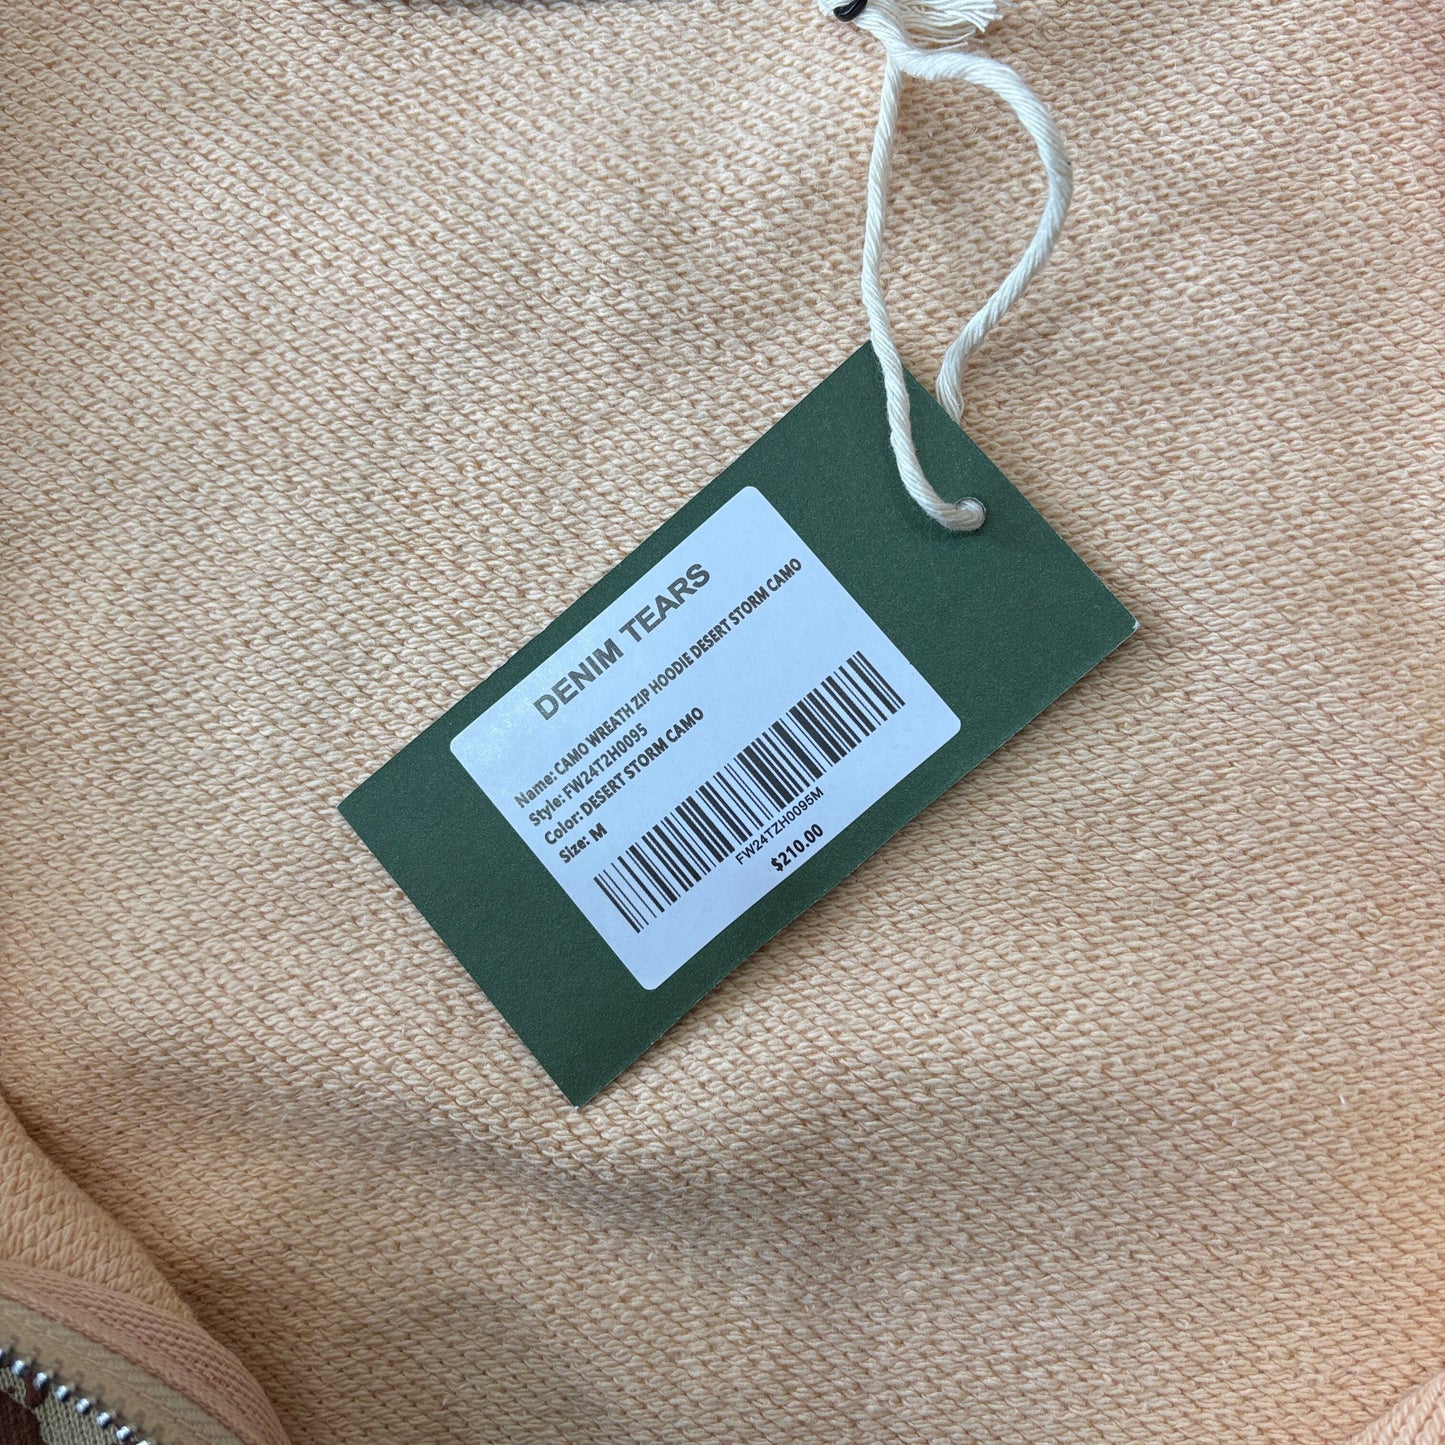 DENIM TEARS
Name: CAMO WREATH ZIP HOODIE DESERT STORM CAMO
Style: FW24T2H0095
Color: DESERT STORM CAMO
Size: M
FW24TZH0095M
$210.00